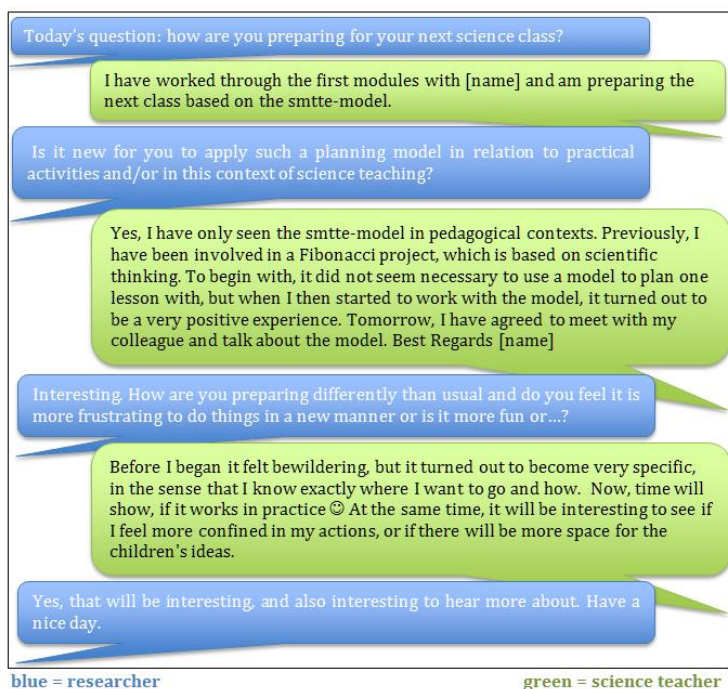 Today's question: how are you preparing for your next science class?
I have worked through the first modules with [name] and am preparing the
next class based on the smtte-model.
Is it new for you to apply such a planning model in relation to practical
activities and/or in this context of science teaching?
Yes, I have only seen the smtte-model in pedagogical contexts. Previously, I
have been involved in a Fibonacci project, which is based on scientific
thinking. To begin with, it did not seem necessary to use a model to plan one
lesson with, but when I then started to work with the model, it turned out to
be a very positive experience. Tomorrow, I have agreed to meet with my
colleague and talk about the model. Best Regards [name]
Interesting. How are you preparing differently than usual and do you feel it is
more frustrating to do things in a new manner or is it more fun or...?
Before I began it felt bewildering, but it turned out to become very specific,
in the sense that I know exactly where I want to go and how. Now, time will
show, if it works in practice ☺ At the same time, it will be interesting to see if
I feel more confined in my actions, or if there will be more space for the
children's ideas.
Yes, that will be interesting, and also interesting to hear more about. Have a
nice day.
blue = researcher green = science teacher